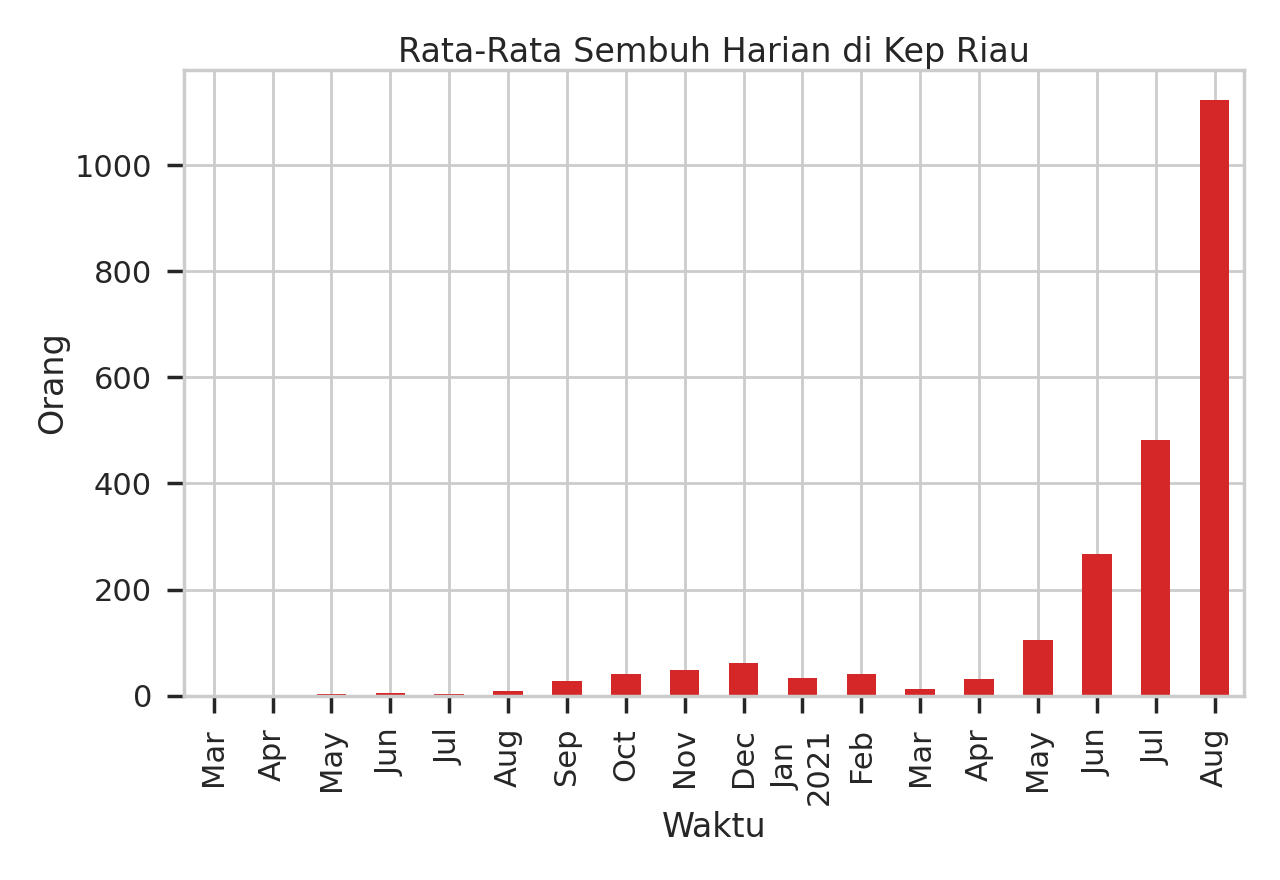 Rata-Rata Sembuh Harian di Kep Riau
Orang
1000
800
600
400
200
0
Mar
Apr
May
Jun
Jul
Aug
Sep
Oct
Nov
Dec
Jan
2021
Feb
Mar
Apr
May
Jun
Jul
Aug
Waktu